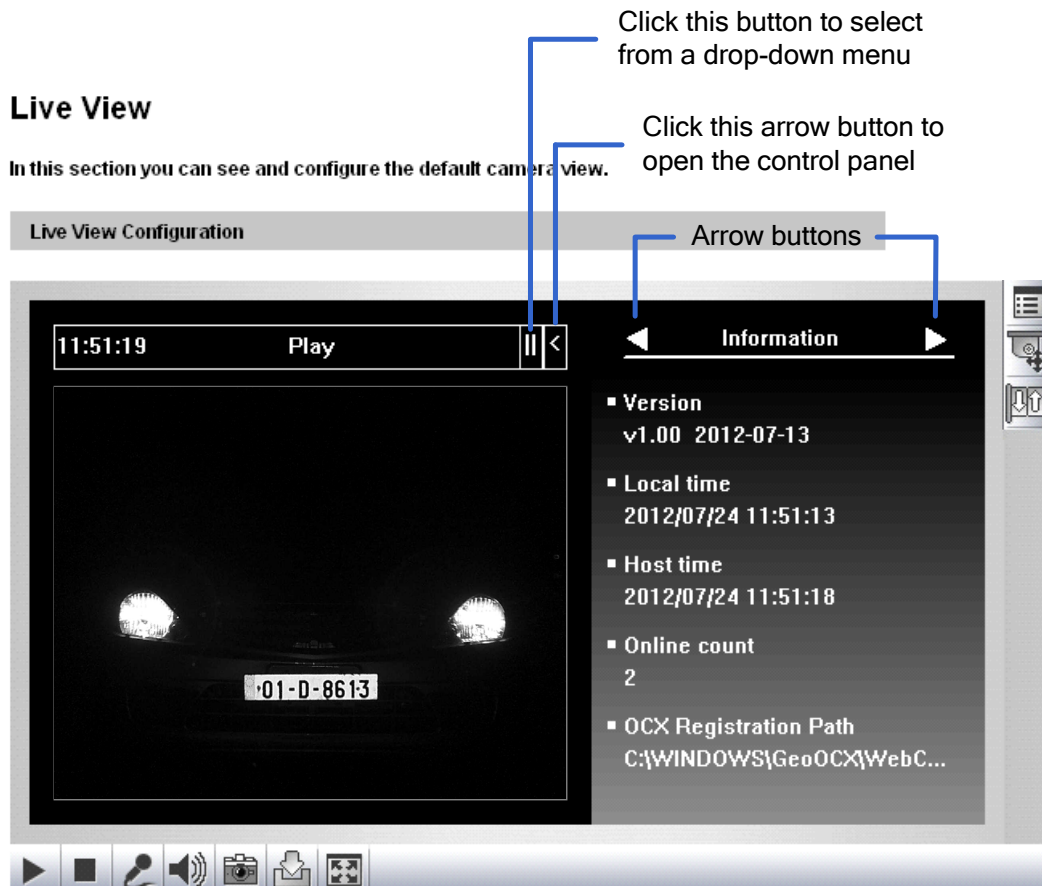 Click this button to select
from a drop-down menu
Live View
Click this arrow button to
open the control panel
In this section you can see and configure the default camera view.
Live View Configuration
Arrow buttons
11:51:19 Play || <
Information
Version
v1.00 2012-07-13
Local time
2012/07/24 11:51:13
Host time
2012/07/24 11:51:18
Online count
2
01-D-8613
OCX Registration Path
C:\WINDOWS\GeoOCX\WebC...